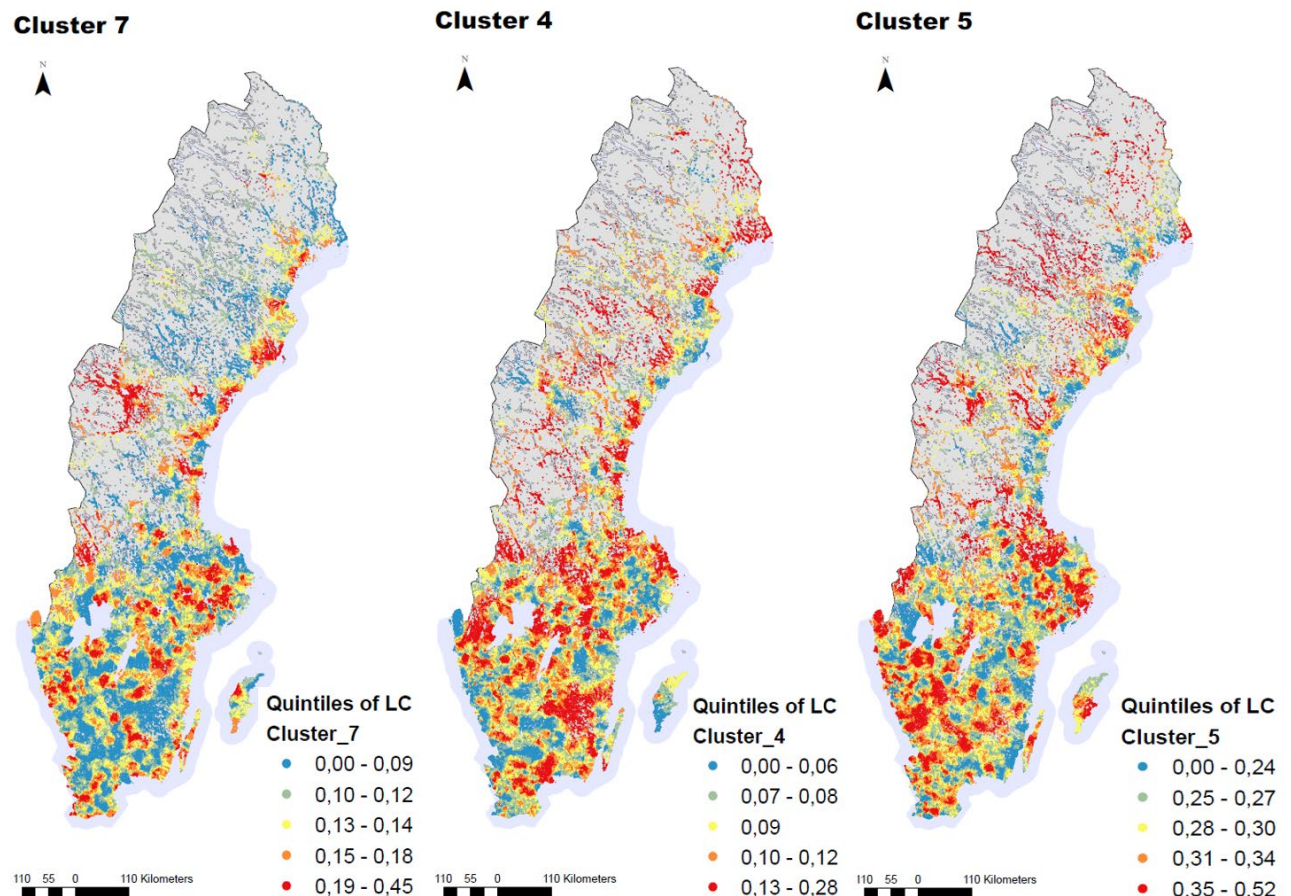 Cluster 7
N
Quintiles of LC
Cluster_7
0,00 - 0,09
0,10 - 0,12
0,13 - 0,14
0,15 - 0,18
0,19 - 0,45
110 55 0 110 Kilometers
Cluster 4
N
Quintiles of LC
Cluster_4
0,00 - 0,06
0,07 - 0,08
0,09
0,10 - 0,12
0,13 - 0,28
110 55 0 110 Kilometers
Cluster 5
N
Quintiles of LC
Cluster_5
0,00 - 0,24
0,25 - 0,27
0,28 - 0,30
0,31 - 0,34
0,35 - 0,52
110 55 0 110 Kilometers